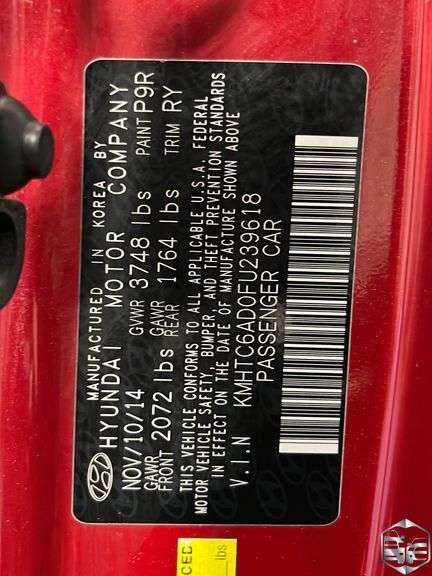 MANUFACTURED IN KOREA BY
HYUNDAI MOTOR COMPANY
NOV/10/14 GVWR 3748 lbs PAINT P9R
GAWR FRONT 2072 lbs GAWR REAR 1764 lbs TRIM RY
THIS VEHICLE CONFORMS TO ALL APPLICABLE U.S.A. FEDERAL
MOTOR VEHICLE SAFETY, BUMPER, AND THEFT PREVENTION STANDARDS
IN EFFECT ON THE DATE OF MANUFACTURE SHOWN ABOVE
V.I.N KMHTC6AD0FU239618
PASSENGER CAR
CED
lbs